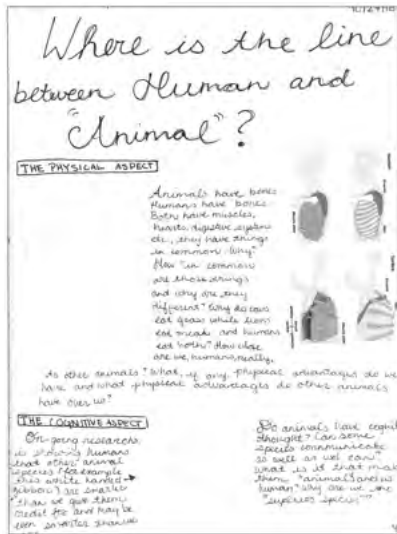 Where is the line
between Human and
"Animal"?
THE PHYSICAL ASPECT
Animals have bones
Humans have bones.
Both have muscles,
hearts, digestive systems
etc., they have things
in common. Why?
How "in common"
are those things
and why are they
different? Why do cows
eat grass while lions
eat meat and humans
eat both? How close
are we, humans, really,
to other animals? What, if any, physical advantages do we
have and what physical advantages do other animals
have over us?
THE COGNITIVE ASPECT
On-going research
is showing humans
that other animal
species (for example
this white handed
gibbon) are smarter
than we give them
credit for and may be
even smarter than we
Do animals have cognit
thought? Can some
species communicate
as well as we can?
What is it that mak
them "animals" and us
human? Why are we the
"superior species"?